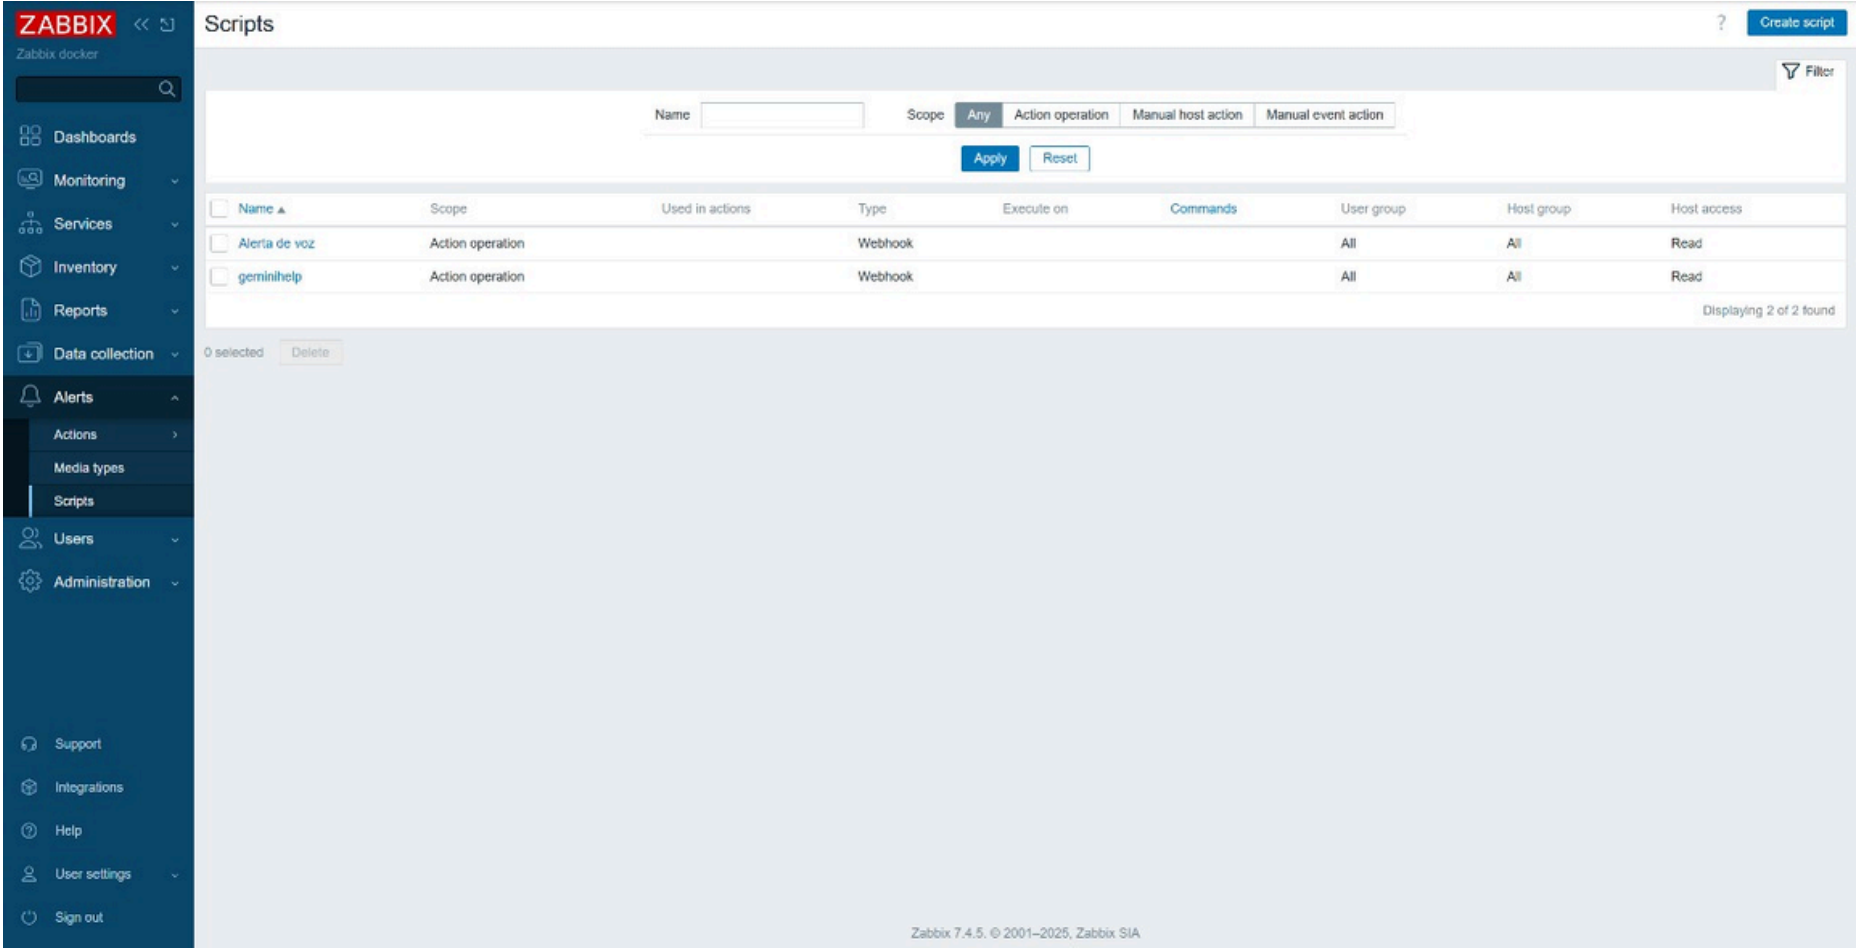 ZABBIX
Zabbix docker
Dashboards
Monitoring
Services
Inventory
Reports
Data collection
Alerts
Actions
Media types
Scripts
Users
Administration
Support
Integrations
Help
User settings
Sign out
Scripts
? Create script
Filter
Name Scope Any Action operation Manual host action Manual event action
Apply Reset
Name ▲ Scope Used in actions Type Execute on Commands User group Host group Host access
Alerta de voz Action operation Webhook All All Read
geminihelp Action operation Webhook All All Read
Displaying 2 of 2 found
0 selected Delete
Zabbix 7.4.5. © 2001–2025, Zabbix SIA